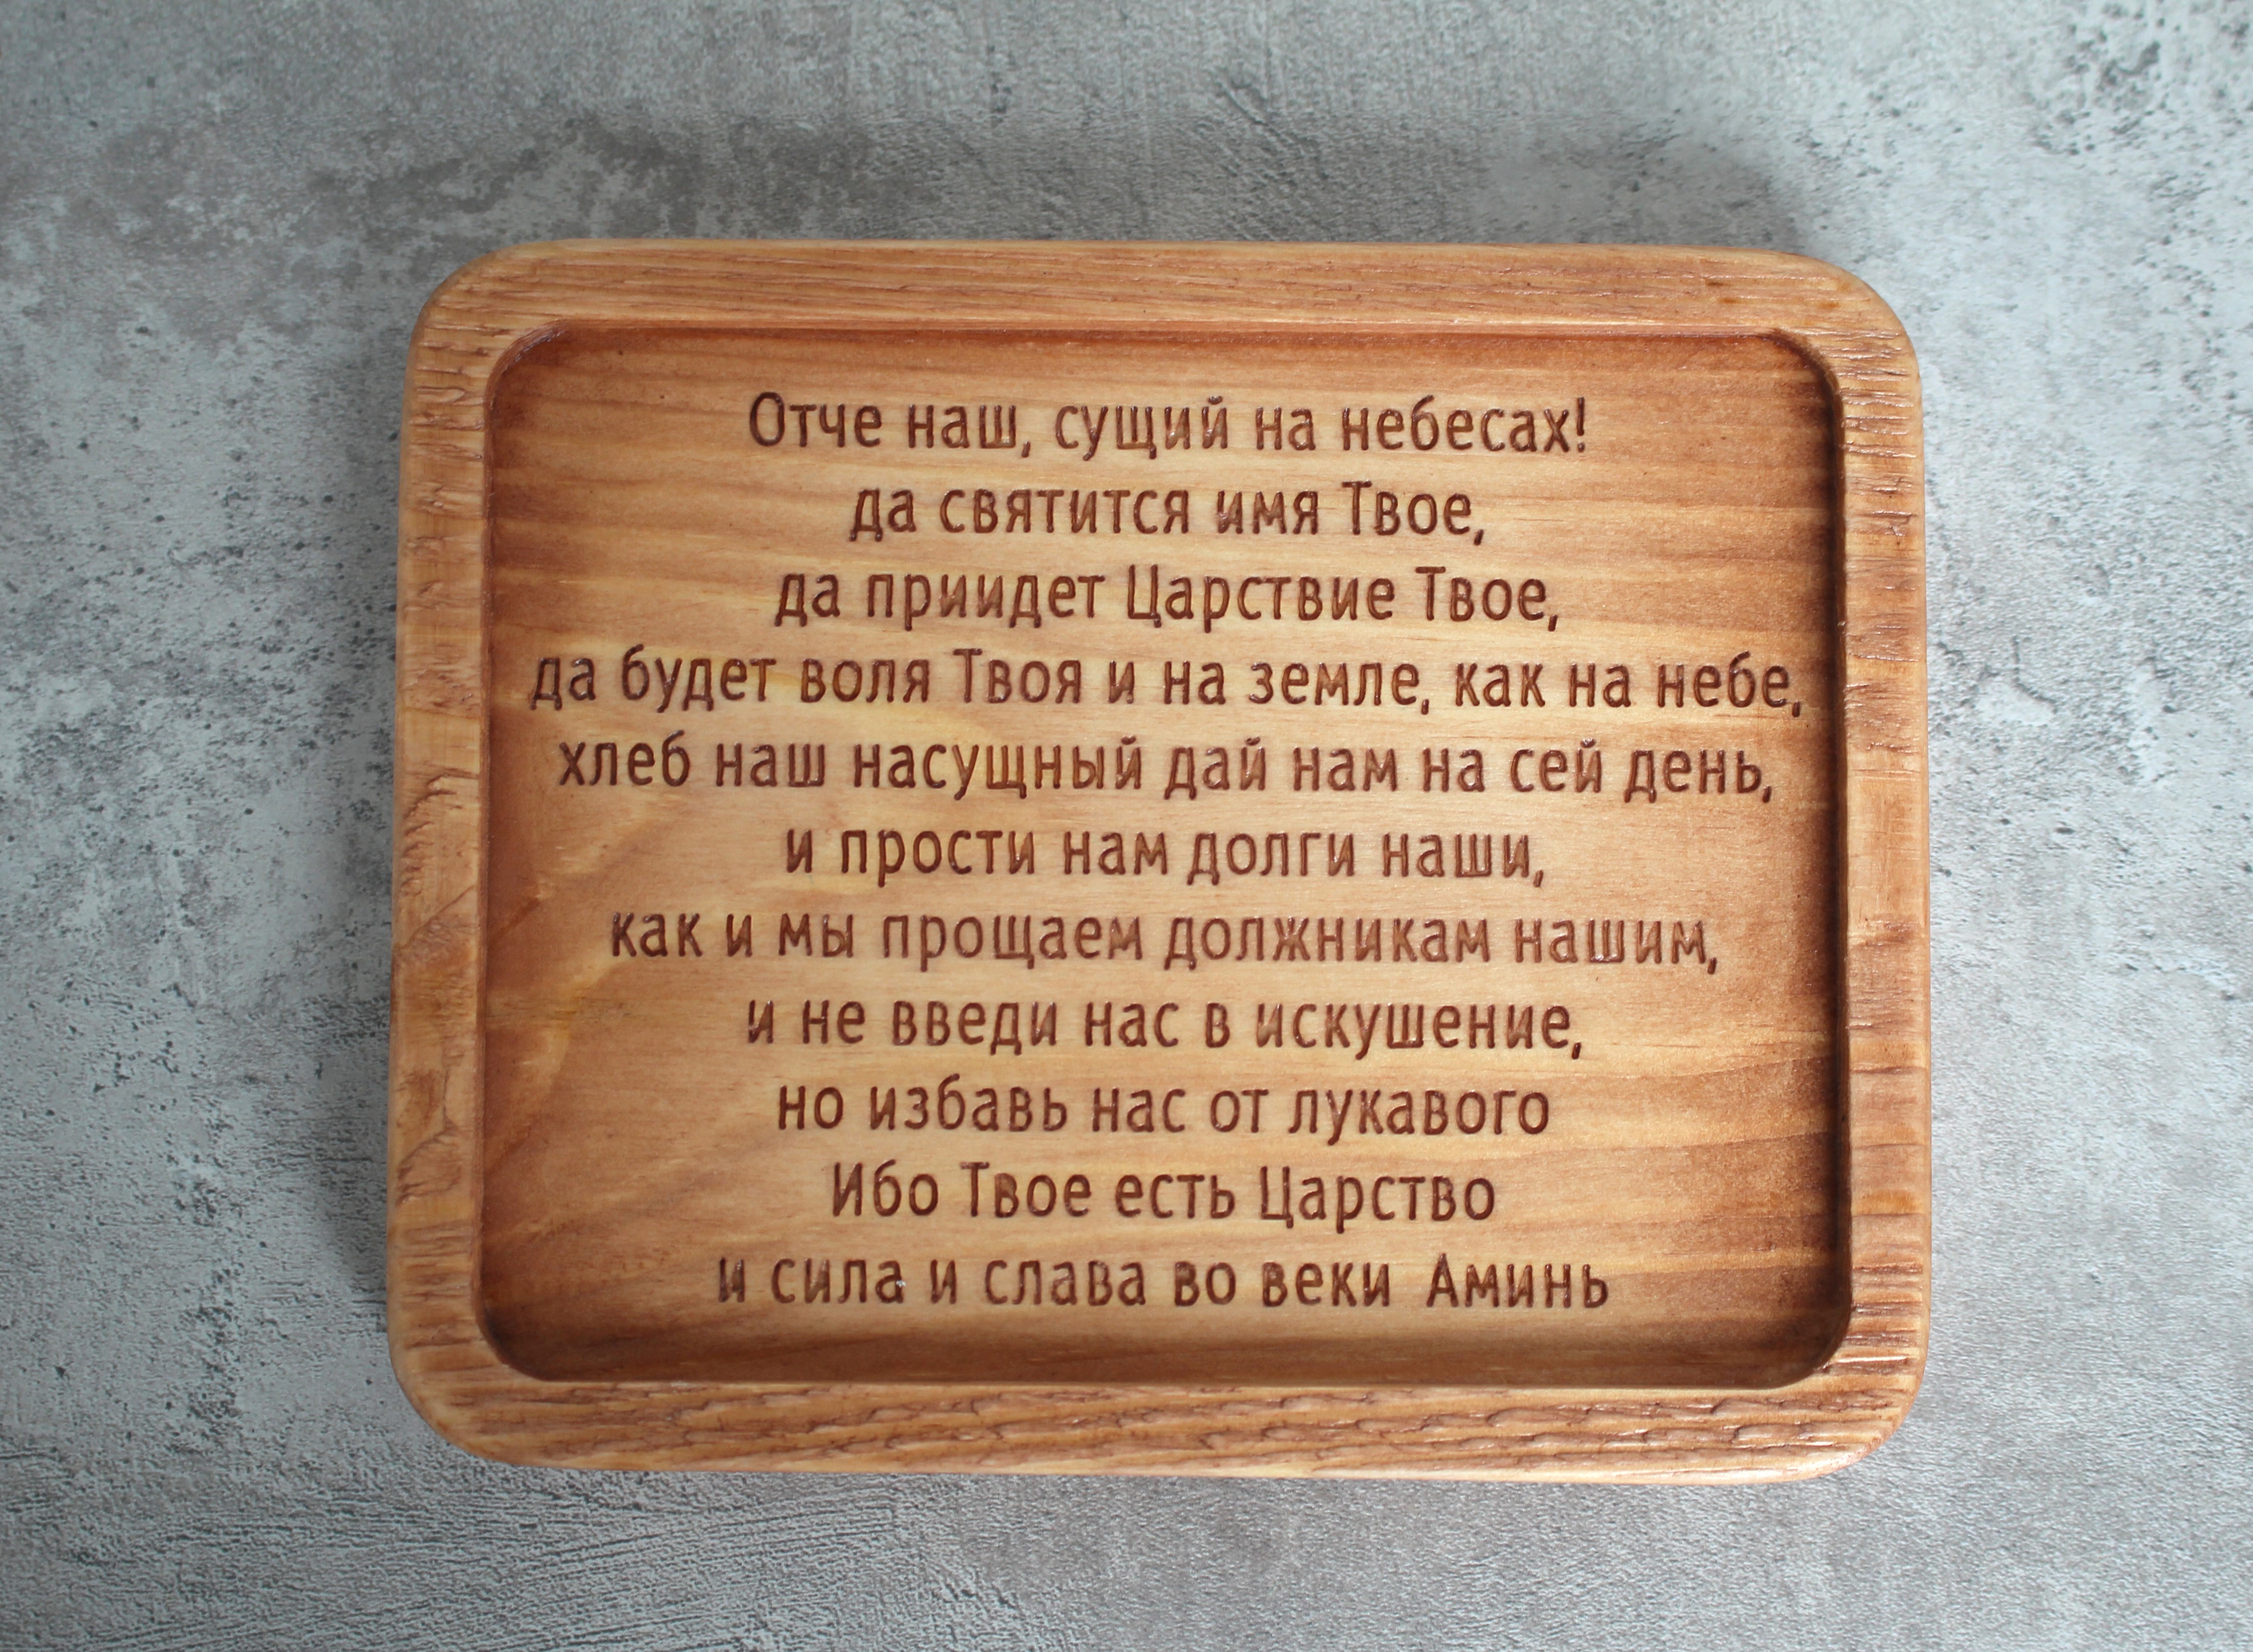 Отче наш, сущий на небесах!
да святится имя Твое,
да приидет Царствие Твое,
да будет воля Твоя и на земле, как на небе,
хлеб наш насущный дай нам на сей день,
и прости нам долги наши,
как и мы прощаем должникам нашим,
и не введи нас в искушение,
но избавь нас от лукавого
Ибо Твое есть Царство
и сила и слава во веки Аминь